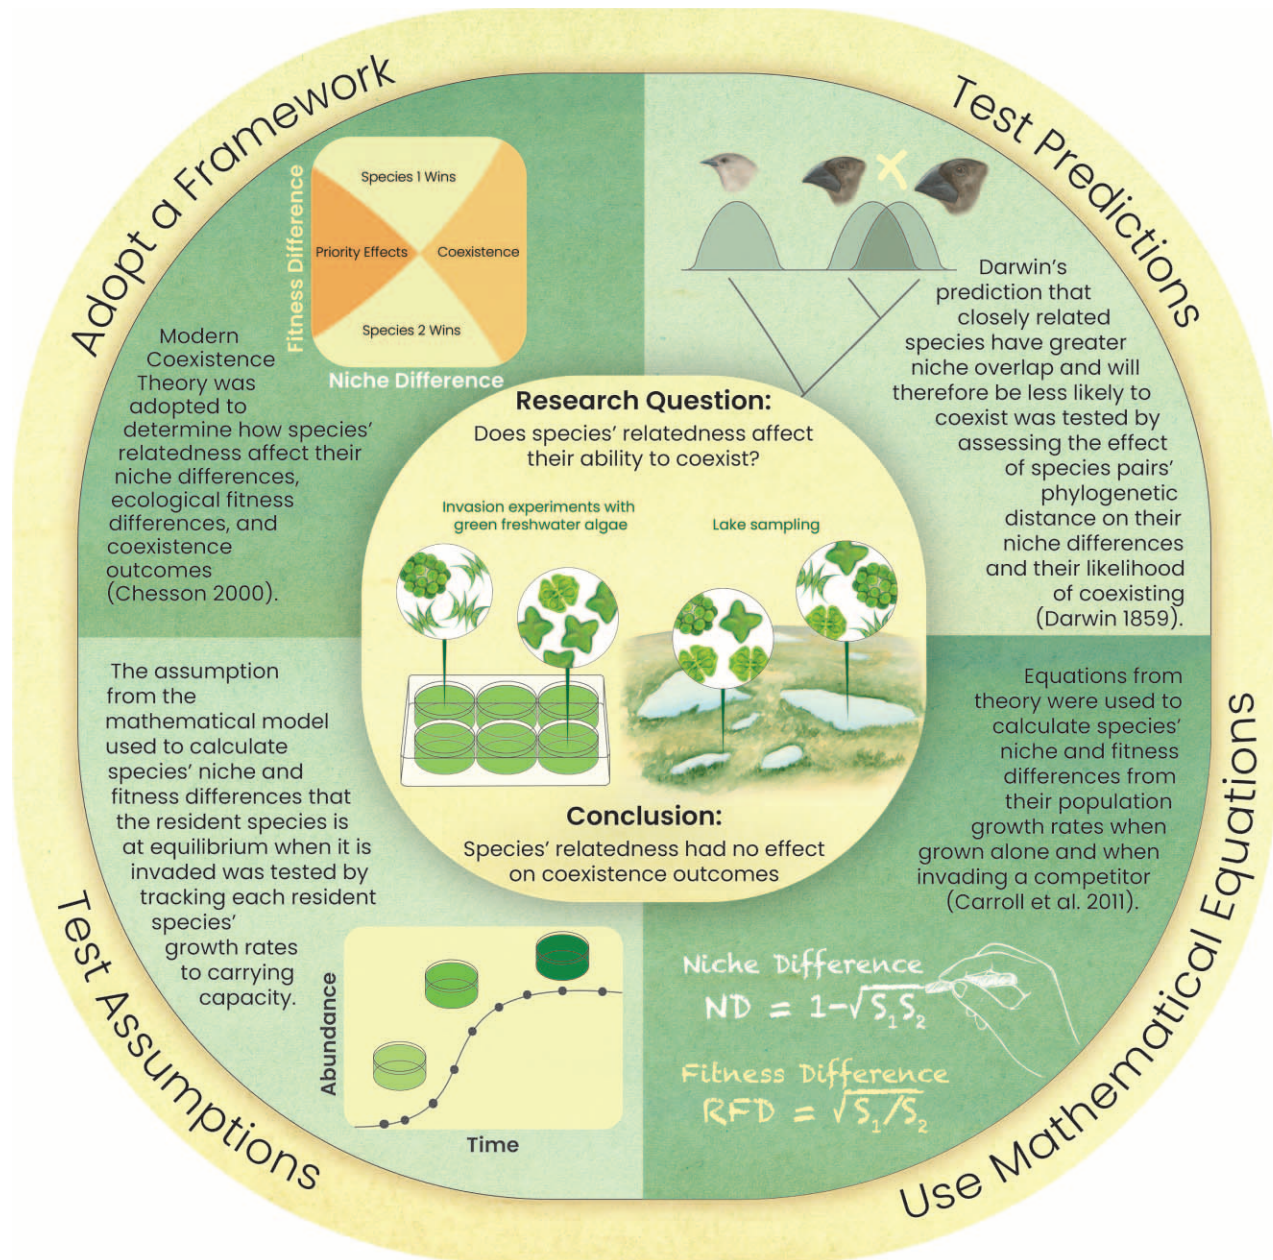 Adopt a Framework
Fitness Difference
Species 1 Wins
Priority Effects
Coexistence
Species 2 Wins
Niche Difference
Modern
Coexistence
Theory was
adopted to
determine how species’
relatedness affect their
niche differences,
ecological fitness
differences, and
coexistence
outcomes
(Chesson 2000).
Test Predictions
Darwin’s
prediction that
closely related
species have greater
niche overlap and will
therefore be less likely to
coexist was tested by
assessing the effect
of species pairs’
phylogenetic
distance on their
niche differences
and their likelihood
of coexisting
(Darwin 1859).
Research Question:
Does species’ relatedness affect
their ability to coexist?
Invasion experiments with
green freshwater algae
Lake sampling
Conclusion:
Species’ relatedness had no effect
on coexistence outcomes
Test Assumptions
The assumption
from the
mathematical model
used to calculate
species’ niche and
fitness differences that
the resident species is
at equilibrium when it is
invaded was tested by
tracking each resident
species’
growth rates
to carrying
capacity.
Abundance
Time
Use Mathematical Equations
Equations from
theory were used to
calculate species’
niche and fitness
differences from
their population
growth rates when
grown alone and when
invading a competitor
(Carroll et al. 2011).
Niche Difference
ND = 1-√S₁S₂
Fitness Difference
RFD = √S₁/S₂